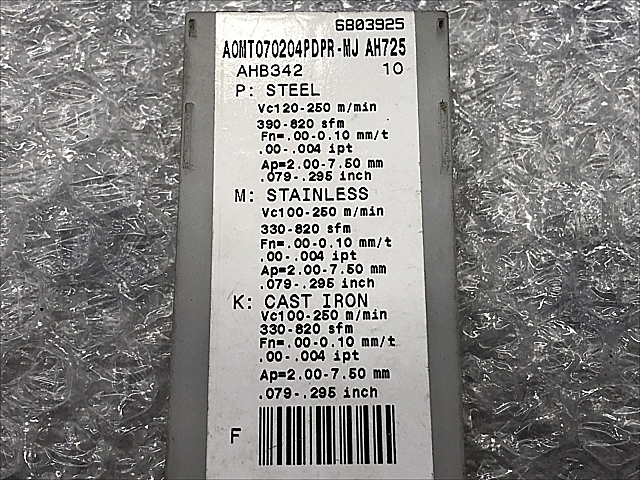 6803925
AOMT070204PDPR-MJ AH725
AHB342 10
P: STEEL
Vc120-250 m/min
390-820 sfm
Fn=.00-0.10 mm/t
.00-.004 ipt
Ap=2.00-7.50 mm
.079-.295 inch
M: STAINLESS
Vc100-250 m/min
330-820 sfm
Fn=.00-0.10 mm/t
.00-.004 ipt
Ap=2.00-7.50 mm
.079-.295 inch
K: CAST IRON
Vc100-250 m/min
330-820 sfm
Fn=.00-0.10 mm/t
.00-.004 ipt
Ap=2.00-7.50 mm
.079-.295 inch
F